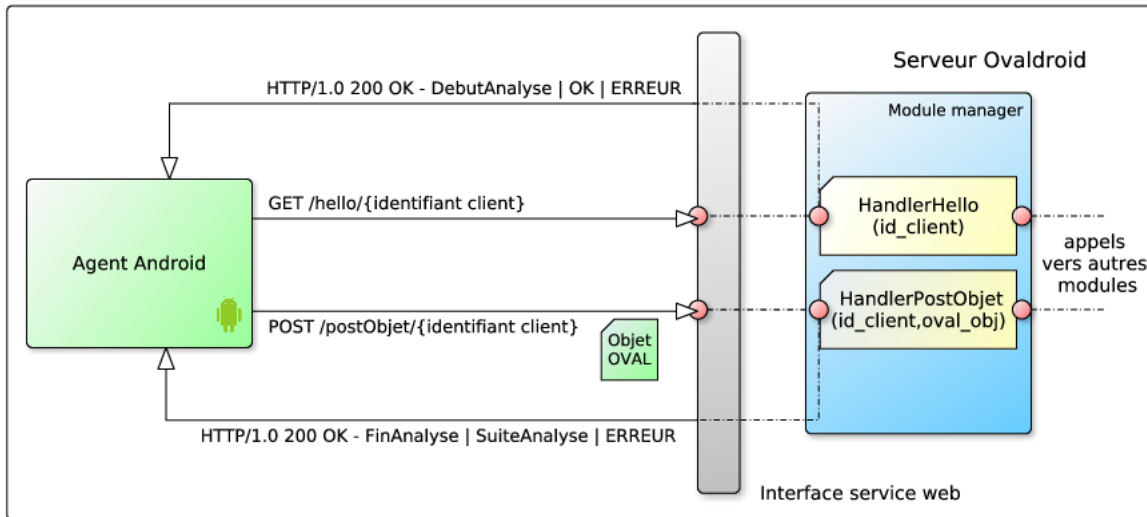 Serveur Ovaldroid
HTTP/1.0 200 OK - DebutAnalyse | OK | ERREUR
Module manager
GET /hello/{identifiant client}
HandlerHello
(id_client)
Agent Android
appels
vers autres
modules
POST /postObjet/{identifiant client}
HandlerPostObjet
(id_client,oval_obj)
Objet
OVAL
HTTP/1.0 200 OK - FinAnalyse | SuiteAnalyse | ERREUR
Interface service web